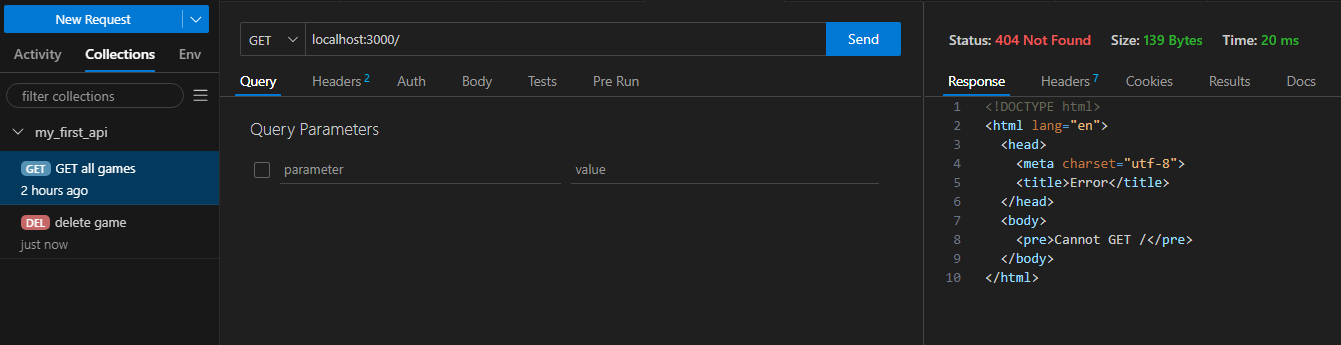 New Request
Activity Collections Env
filter collections
my_first_api
GET GET all games
2 hours ago
DEL delete game
just now
GET localhost:3000/ Send
Query Headers 2 Auth Body Tests Pre Run
Query Parameters
parameter value
Status: 404 Not Found Size: 139 Bytes Time: 20 ms
Response Headers 7 Cookies Results Docs
1 <!DOCTYPE html>
2 <html lang="en">
3 <head>
4 <meta charset="utf-8">
5 <title>Error</title>
6 </head>
7 <body>
8 <pre>Cannot GET /</pre>
9 </body>
10 </html>